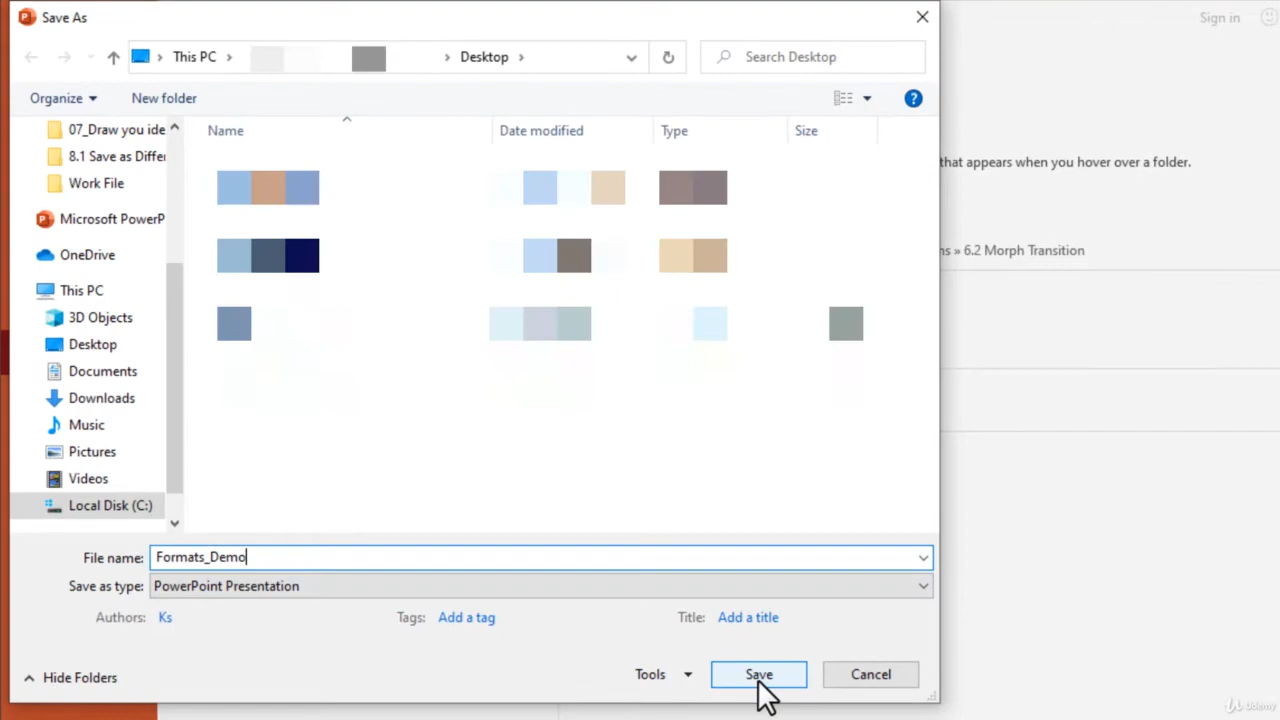 Save As
Sign in
This PC
Desktop
Search Desktop
Organize
New folder
Name
Date modified
Type
Size
07_Draw you ide
8.1 Save as Differ
Work File
Microsoft PowerP
OneDrive
This PC
3D Objects
Desktop
Documents
Downloads
Music
Pictures
Videos
Local Disk (C:)
that appears when you hover over a folder.
ns » 6.2 Morph Transition
File name: Formats_Demo
Save as type: PowerPoint Presentation
Authors: Ks Tags: Add a tag Title: Add a title
Hide Folders
Tools
Save
Cancel
Udemy